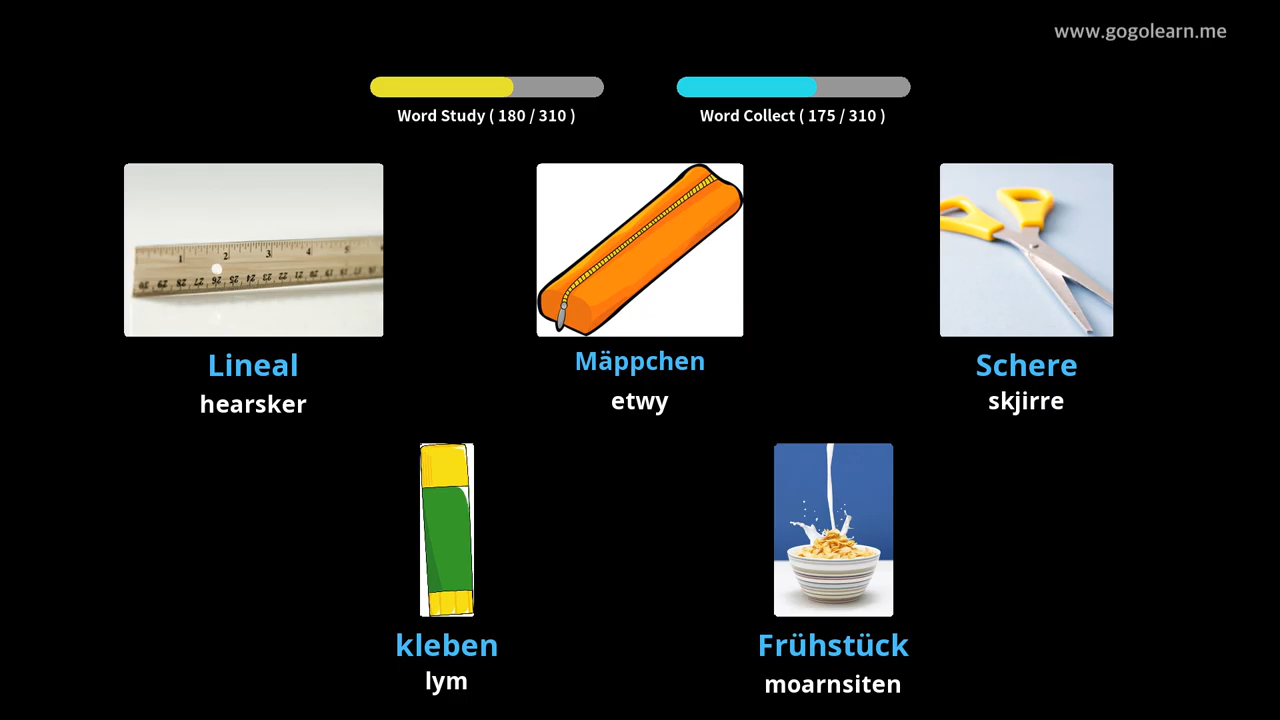 www.gogolearn.me
Word Study ( 180 / 310 )
Word Collect ( 175 / 310 )
Lineal
hearsker
Mäppchen
etwy
Schere
skjirre
kleben
lym
Frühstück
moarnsiten